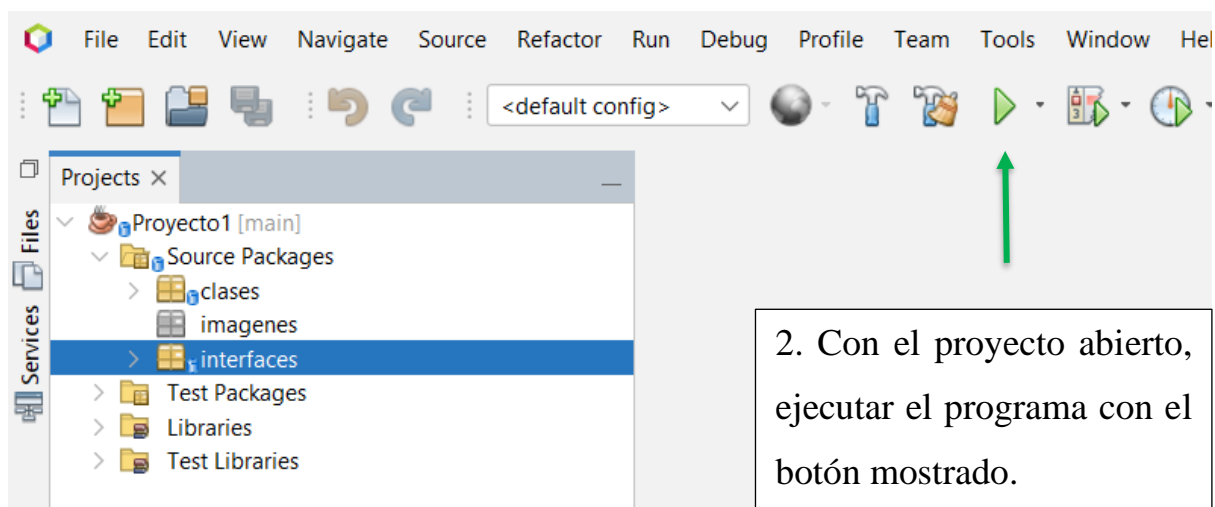 File Edit View Navigate Source Refactor Run Debug Profile Team Tools Window Hel
<default config>
Projects
Files
Services
Proyecto1 [main]
Source Packages
clases
imagenes
interfaces
Test Packages
Libraries
Test Libraries
2. Con el proyecto abierto,
ejecutar el programa con el
botón mostrado.